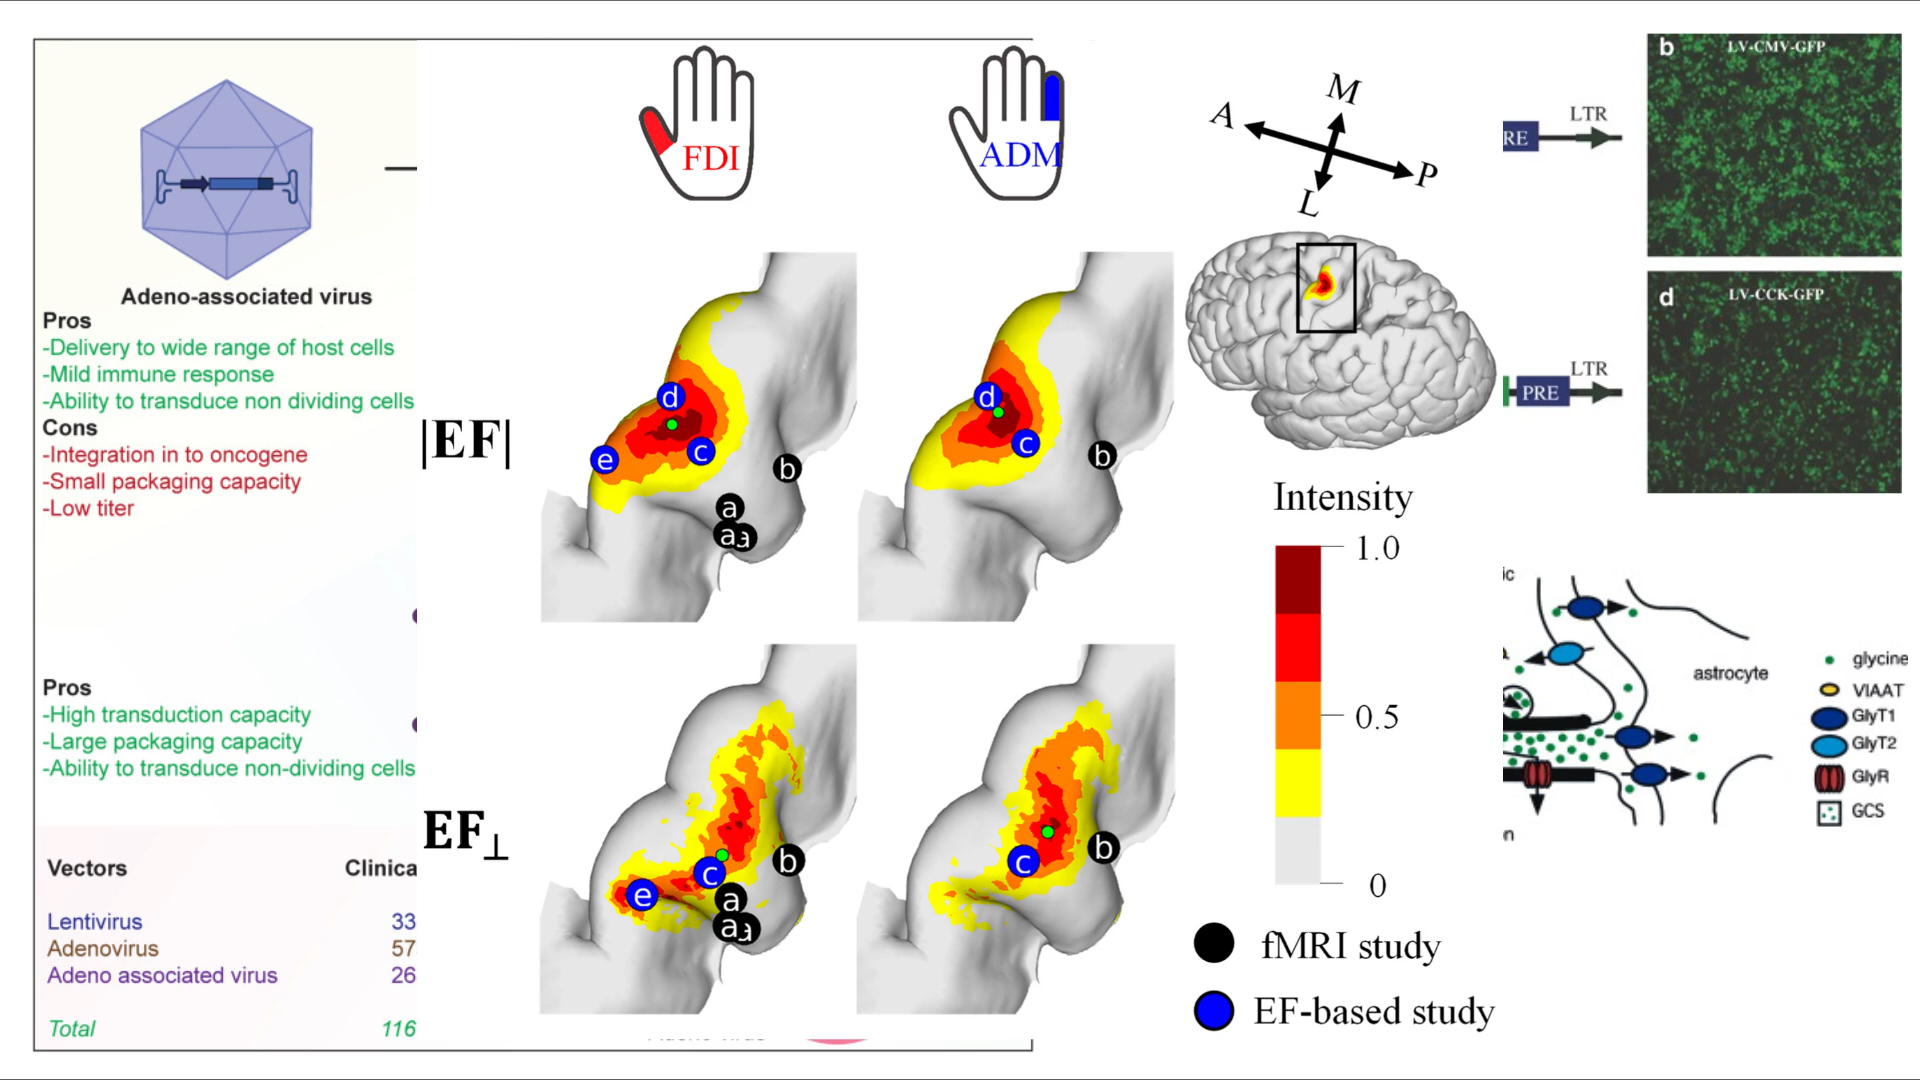 Adeno-associated virus
Pros
-Delivery to wide range of host cells
-Mild immune response
-Ability to transduce non dividing cells
Cons
-Integration in to oncogene
-Small packaging capacity
-Low titer
Pros
-High transduction capacity
-Large packaging capacity
-Ability to transduce non-dividing cells
Vectors Clinica
Lentivirus 33
Adenovirus 57
Adeno associated virus 26
Total 116
FDI
ADM
|EF|
d
e
c
b
a
a
a
d
c
b
EF⊥
e
c
b
a
a
a
c
b
M
A
P
L
Intensity
1.0
0.5
0
fMRI study
EF-based study
RE
LTR
b LV-CMV-GFP
PRE
LTR
d LV-CCK-GFP
ic
astrocyte
n
glycine
VIAAT
GlyT1
GlyT2
GlyR
GCS